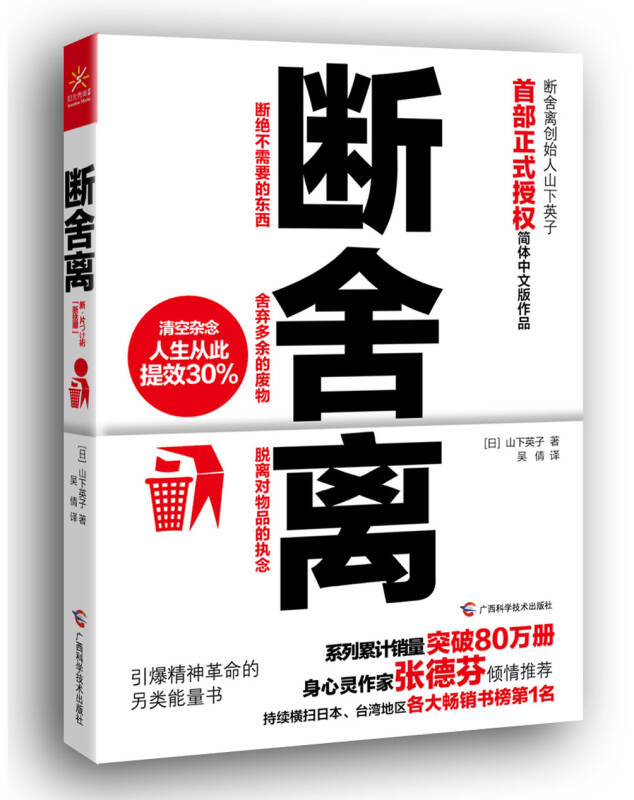 断舍离
[日] 山下英子 著
吴倩 译
广西科学技术出版社
断舍离创始人山下英子
首部正式授权简体中文版作品
断舍离
断绝不需要的东西
舍弃多余的废物
脱离对物品的执念
清空杂念
人生从此
提效30%
[日] 山下英子 著
吴倩 译
广西科学技术出版社
引爆精神革命的
另类能量书
系列累计销量突破80万册
身心灵作家张德芬倾情推荐
持续横扫日本、台湾地区各大畅销书榜第1名